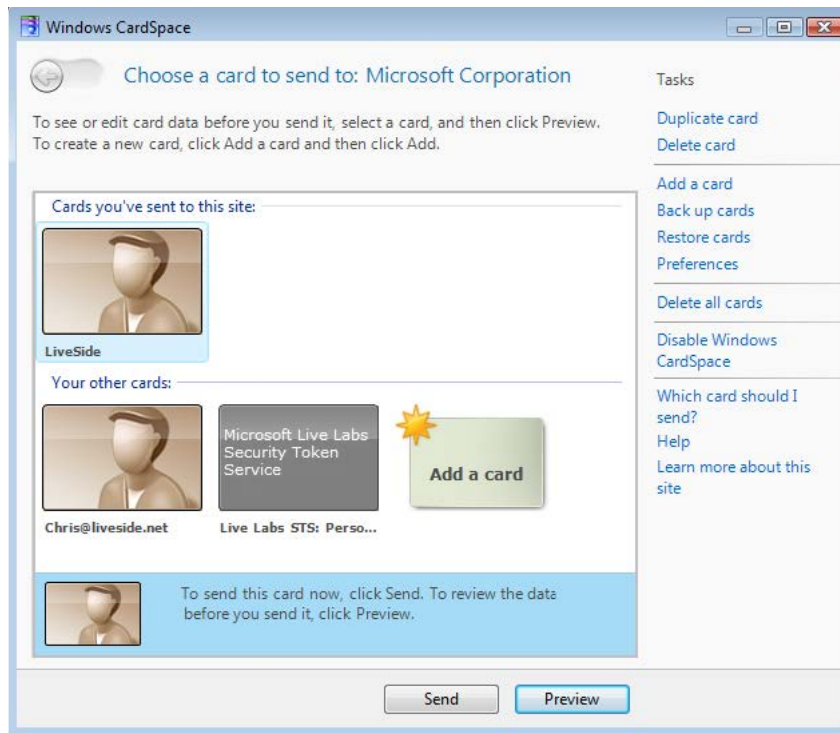 Windows CardSpace
Choose a card to send to: Microsoft Corporation
To see or edit card data before you send it, select a card, and then click Preview.
To create a new card, click Add a card and then click Add.
Cards you've sent to this site:
LiveSide
Your other cards:
Microsoft Live Labs
Security Token
Service
Add a card
Chris@liveside.net
Live Labs STS: Perso...
To send this card now, click Send. To review the data
before you send it, click Preview.
Send
Preview
Tasks
Duplicate card
Delete card
Add a card
Back up cards
Restore cards
Preferences
Delete all cards
Disable Windows
CardSpace
Which card should I
send?
Help
Learn more about this
site